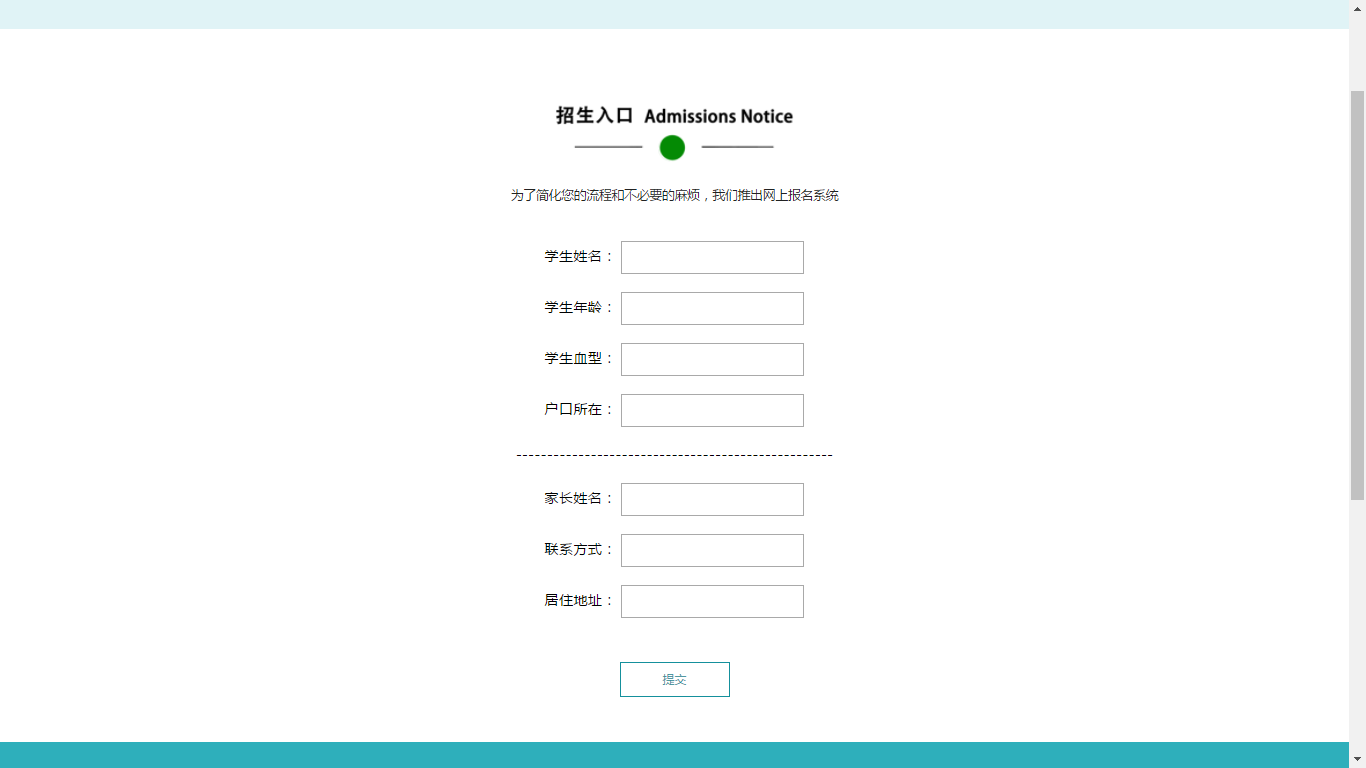 招生入口 Admissions Notice
为了简化您的流程和不必要的麻烦，我们推出网上报名系统
学生姓名：
学生年龄：
学生血型：
户口所在：
----------------------------------------------------
家长姓名：
联系方式：
居住地址：
提交